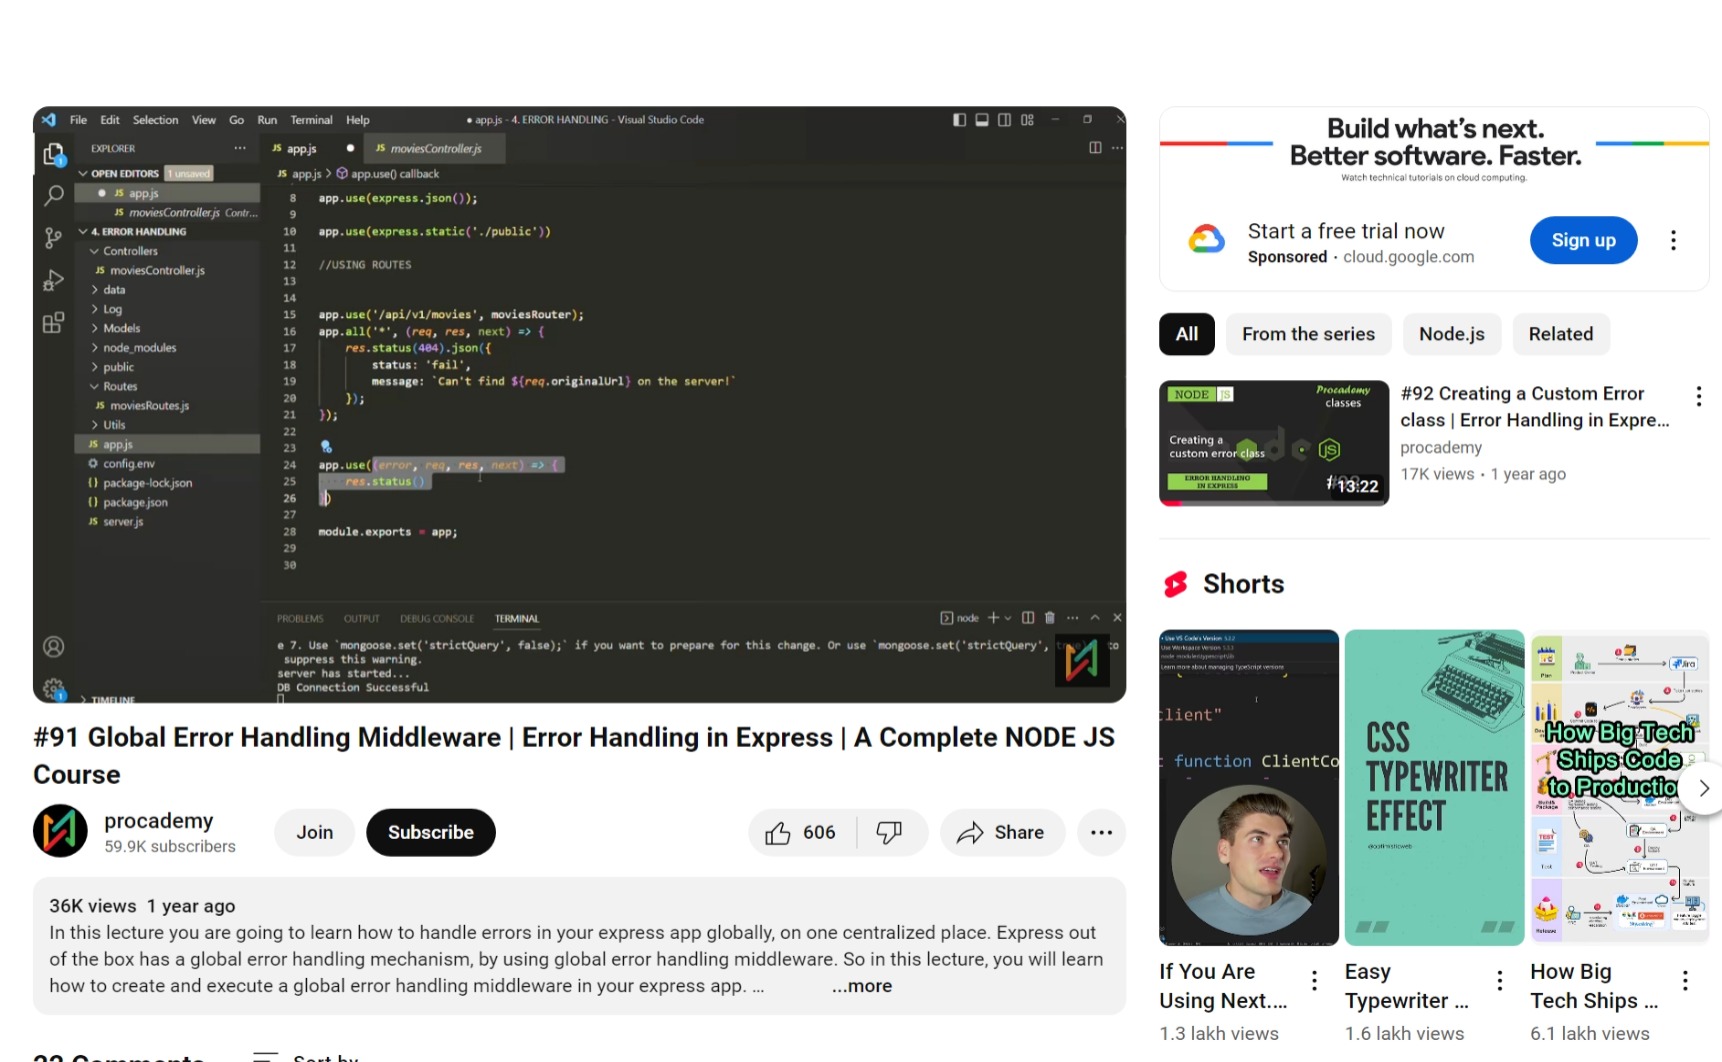 File Edit Selection View Go Run Terminal Help
● app.js - 4. ERROR HANDLING - Visual Studio Code
EXPLORER ...
OPEN EDITORS 1 unsaved
● JS app.js
JS moviesController.js Contr...
4. ERROR HANDLING
Controllers
JS moviesController.js
data
Log
Models
node_modules
public
Routes
JS moviesRoutes.js
Utils
JS app.js
config.env
{} package-lock.json
{} package.json
JS server.js
TIMELINE
JS app.js ● JS moviesController.js
JS app.js > app.use() callback
8 app.use(express.json());
9
10 app.use(express.static('./public'))
11
12 //USING ROUTES
13
14
15 app.use('/api/v1/movies', moviesRouter);
16 app.all('*', (req, res, next) => {
17 res.status(404).json({
18 status: 'fail',
19 message: `Can't find ${req.originalUrl} on the server!`
20 });
21 });
22
23
24 app.use((error, req, res, next) => {
25 res.status()
26 })
27
28 module.exports = app;
29
30
PROBLEMS OUTPUT DEBUG CONSOLE TERMINAL
node
e 7. Use `mongoose.set('strictQuery', false);` if you want to prepare for this change. Or use `mongoose.set('strictQuery', to
suppress this warning.
server has started...
DB Connection Successful
#91 Global Error Handling Middleware | Error Handling in Express | A Complete NODE JS
Course
procademy
59.9K subscribers
Join
Subscribe
606
Share
36K views 1 year ago
In this lecture you are going to learn how to handle errors in your express app globally, on one centralized place. Express out
of the box has a global error handling mechanism, by using global error handling middleware. So in this lecture, you will learn
how to create and execute a global error handling middleware in your express app. ... ...more
Sort by
Build what's next.
Better software. Faster.
Watch technical tutorials on cloud computing.
Start a free trial now
Sponsored · cloud.google.com
Sign up
All
From the series
Node.js
Related
NODE JS
Procademy
classes
Creating a
custom error class
JS
ERROR HANDLING
IN EXPRESS
13:22
#92 Creating a Custom Error
class | Error Handling in Expre...
procademy
17K views · 1 year ago
Shorts
Learn more about managing TypeScript versions
client"
function ClientCo
CSS
TYPEWRITER
EFFECT
Plan
Jira
How Big Tech
Ships Code
to Productio
TEST
Test
Release
If You Are
Using Next....
1.3 lakh views
Easy
Typewriter ...
1.6 lakh views
How Big
Tech Ships ...
6.1 lakh views